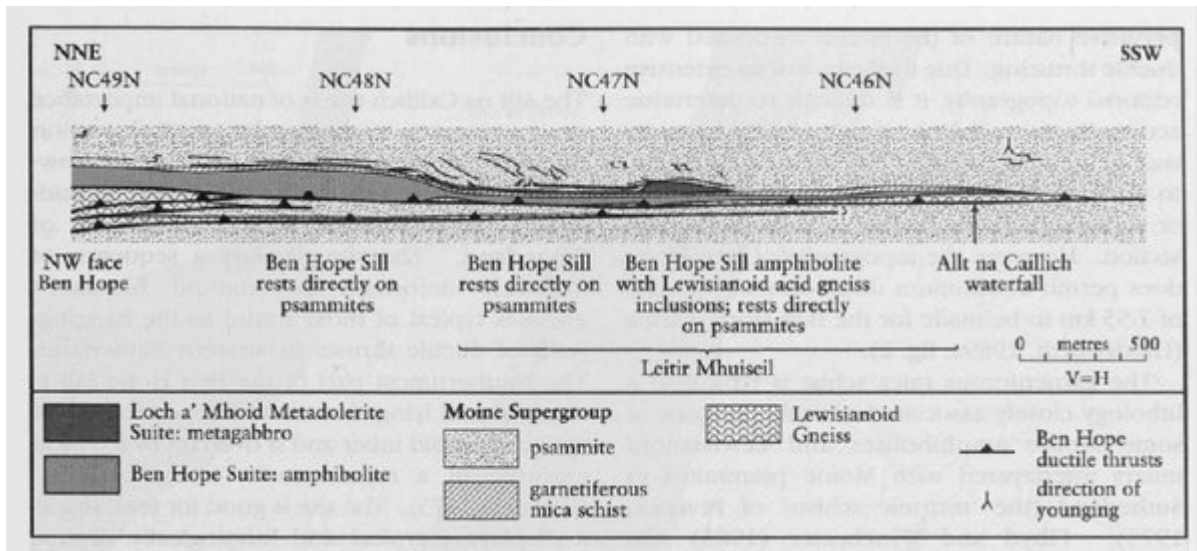 NNE
SSW
NC49N NC48N NC47N NC46N
NW face
Ben Hope
Ben Hope Sill
rests directly on
psammites
Ben Hope Sill
rests directly on
psammites
Ben Hope Sill amphibolite
with Lewisianoid acid gneiss
inclusions; rests directly
on psammites
Allt na Caillich
waterfall
Leitir Mhuiseil
0 metres 500
V=H
Loch a' Mhoid Metadolerite
Suite: metagabbro
Ben Hope Suite: amphibolite
Moine Supergroup
psammite
garnetiferous
mica schist
Lewisianoid
Gneiss
Ben Hope
ductile thrusts
direction of
younging